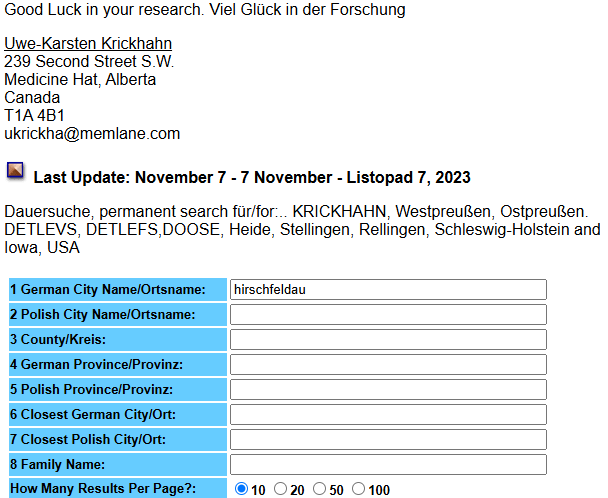 Good Luck in your research. Viel Glück in der Forschung
Uwe-Karsten Krickhahn
239 Second Street S.W.
Medicine Hat, Alberta
Canada
T1A 4B1
ukrickha@memlane.com
Last Update: November 7 - 7 November - Listopad 7, 2023
Dauersuche, permanent search für/for:.. KRICKHAHN, Westpreußen, Ostpreußen.
DETLEVS, DETLEFS,DOOSE, Heide, Stellingen, Rellingen, Schleswig-Holstein and
Iowa, USA
1 German City Name/Ortsname: hirschfeldau
2 Polish City Name/Ortsname:
3 County/Kreis:
4 German Province/Provinz:
5 Polish Province/Provinz:
6 Closest German City/Ort:
7 Closest Polish City/Ort:
8 Family Name:
How Many Results Per Page?: 10 20 50 100